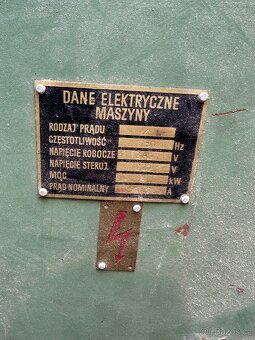 DANE ELEKTRYCZNE
MASZYNY
RODZAJ PRĄDU
CZĘSTOTLIWOŚĆ Hz
NAPIĘCIE ROBOCZE V
NAPIĘCIE STERUJ. V
MOC kW
PRĄD NOMINALNY A